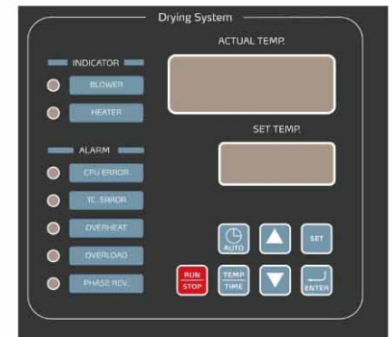 Drying System
ACTUAL TEMP.
INDICATOR
BLOWER
HEATER
SET TEMP.
ALARM
CPU ERROR
TC. ERROR
OVERHEAT
OVERLOAD
PHASE REV.
AUTO
SET
RUN
STOP
TEMP
TIME
ENTER